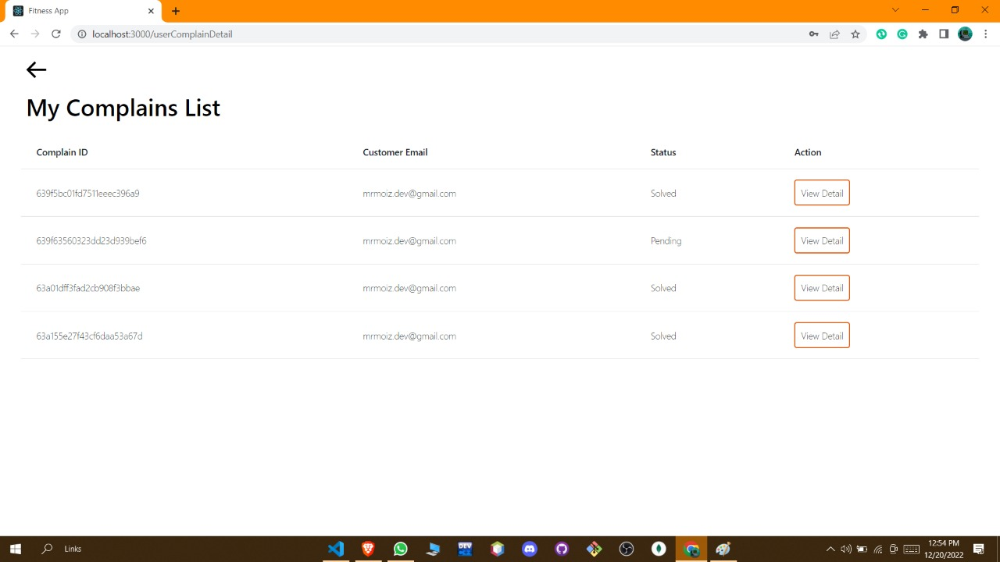 Fitness App
localhost:3000/userComplainDetail
My Complains List
Complain ID Customer Email Status Action
639f5bc01fd7511eeec396a9 mrmoiz.dev@gmail.com Solved View Detail
639f63560323dd23d939bef6 mrmoiz.dev@gmail.com Pending View Detail
63a01dff3fad2cb908f3bbae mrmoiz.dev@gmail.com Solved View Detail
63a155e27f43cf6daa53a67d mrmoiz.dev@gmail.com Solved View Detail
Links
DEV
12:54 PM
12/20/2022